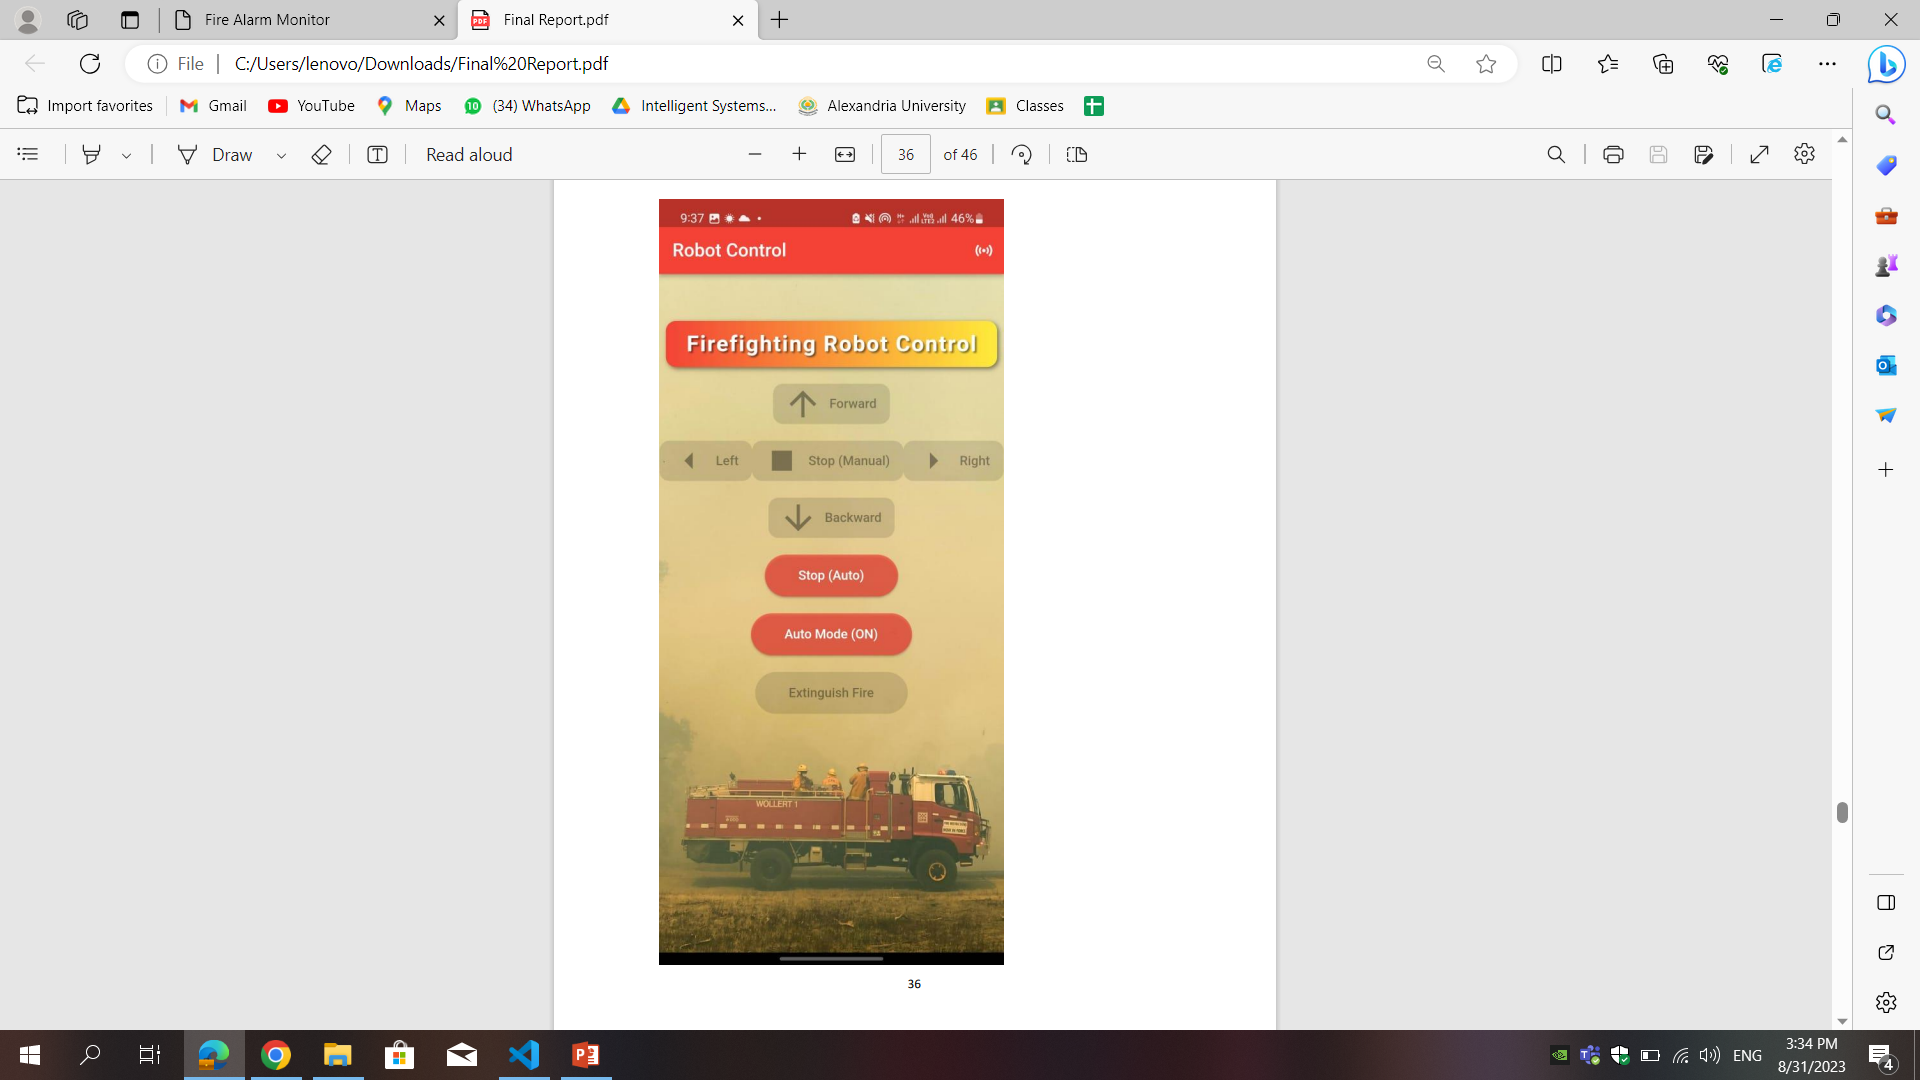 Fire Alarm Monitor
Final Report.pdf
File
C:/Users/lenovo/Downloads/Final%20Report.pdf
Import favorites
Gmail
YouTube
Maps
(34) WhatsApp
Intelligent Systems...
Alexandria University
Classes
Draw
Read aloud
36
of 46
9:37
46%
Robot Control
Firefighting Robot Control
Forward
Left
Stop (Manual)
Right
Backward
Stop (Auto)
Auto Mode (ON)
Extinguish Fire
WOLLERT 1
36
ENG
3:34 PM
8/31/2023
4